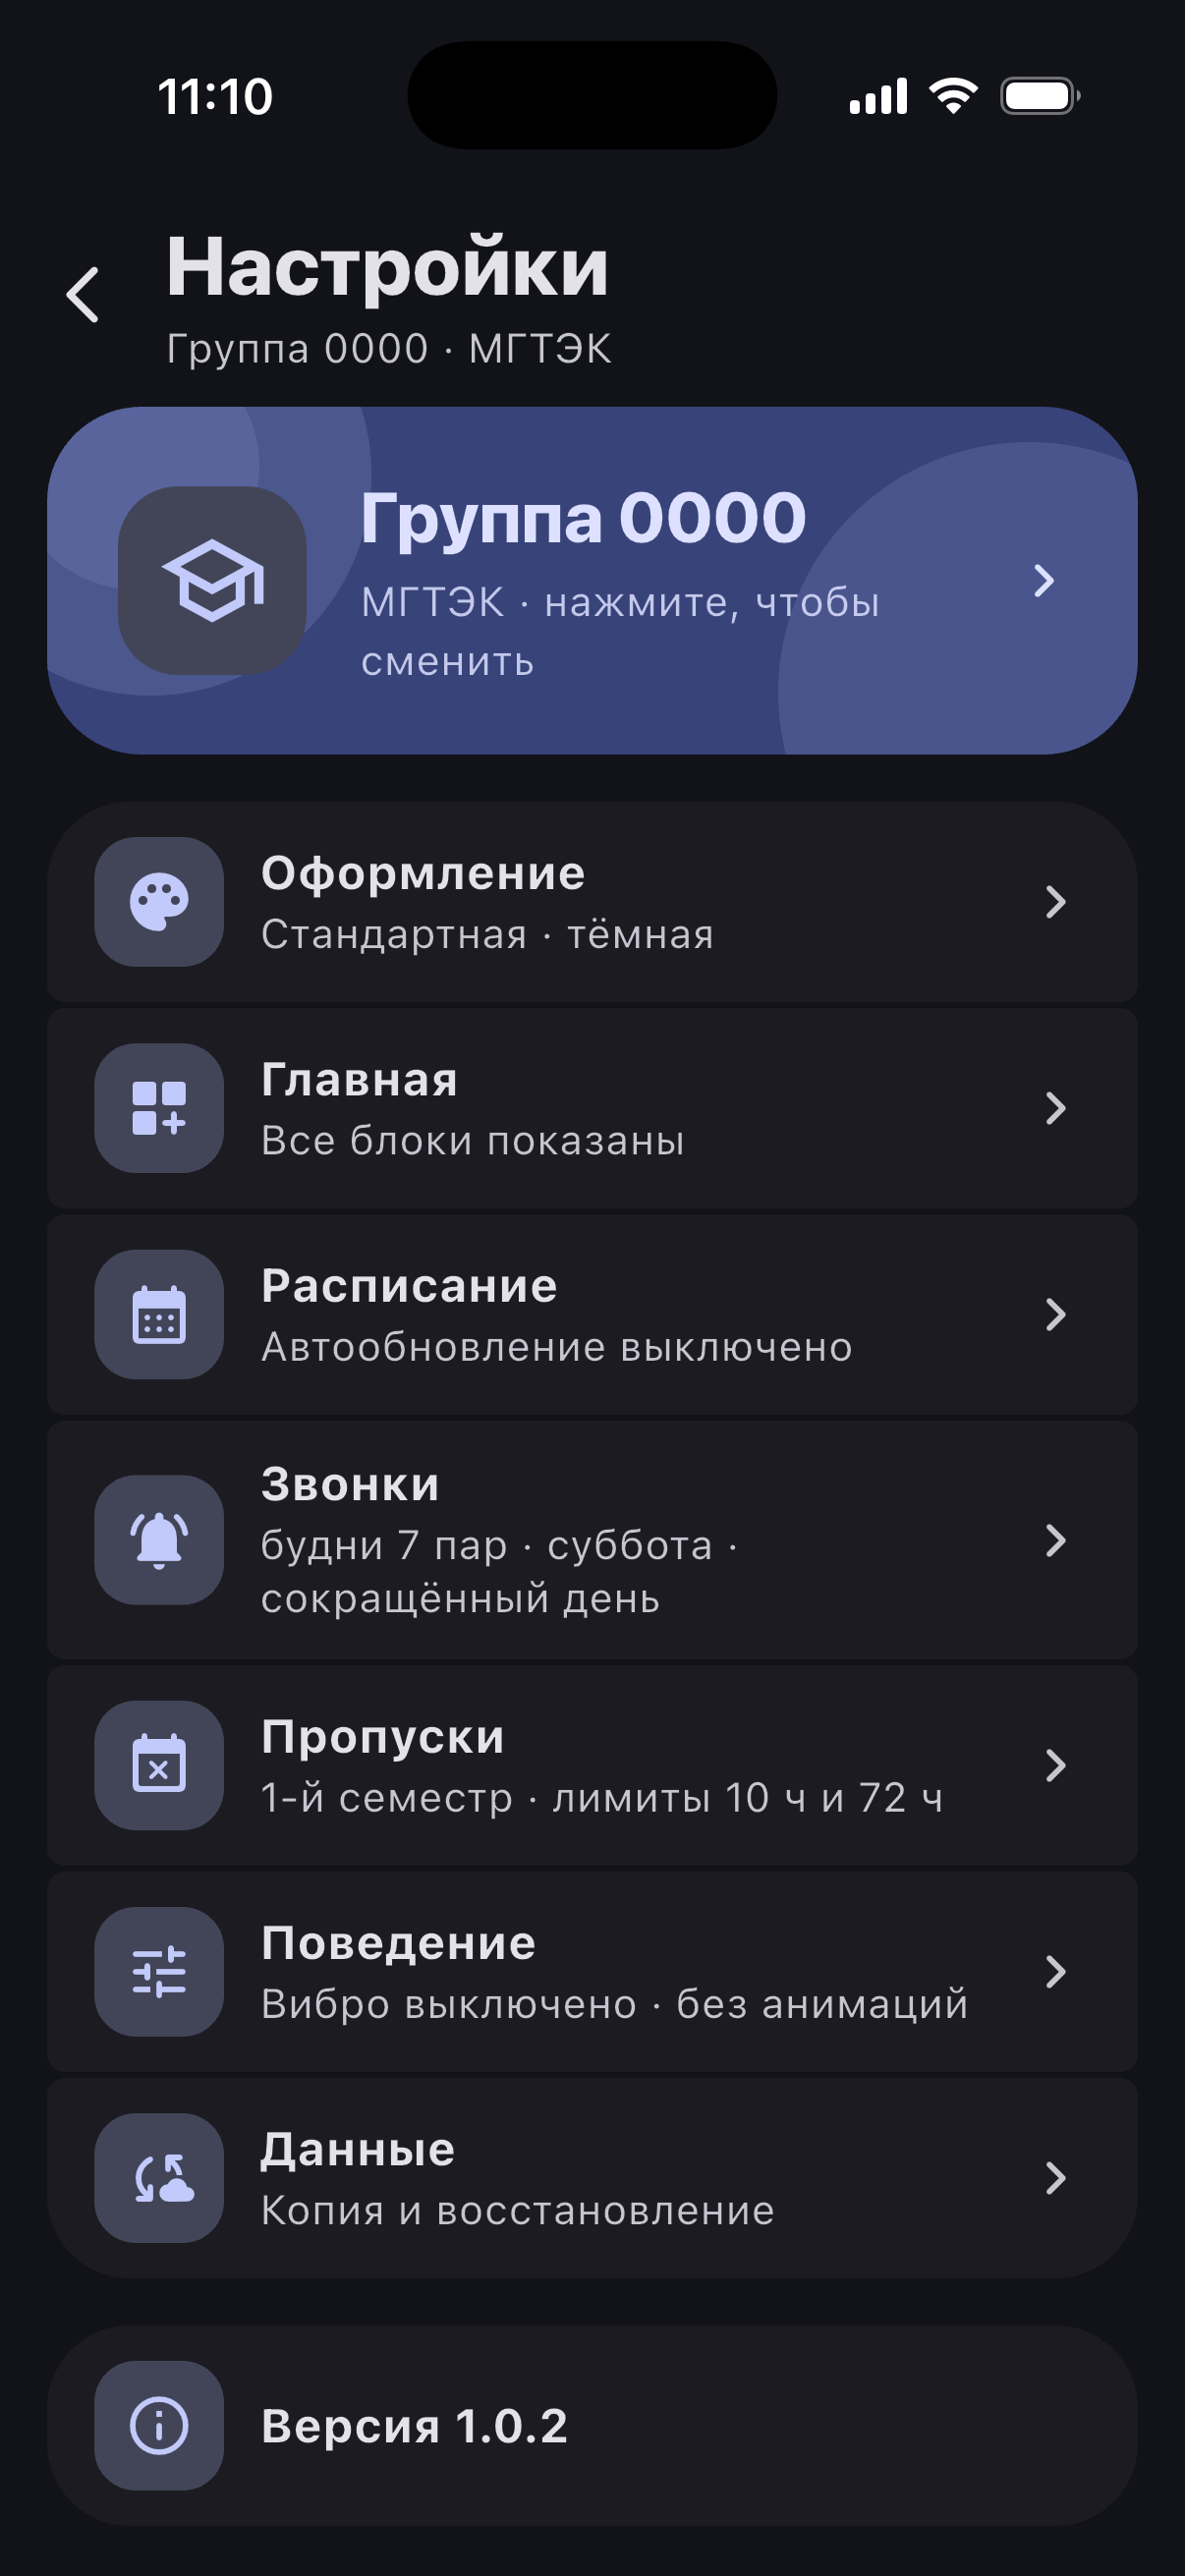 11:10
Настройки
Группа 0000 · МГТЭК
Группа 0000
МГТЭК · нажмите, чтобы
сменить
Оформление
Стандартная · тёмная
Главная
Все блоки показаны
Расписание
Автообновление выключено
Звонки
будни 7 пар · суббота ·
сокращённый день
Пропуски
1-й семестр · лимиты 10 ч и 72 ч
Поведение
Вибро выключено · без анимаций
Данные
Копия и восстановление
Версия 1.0.2